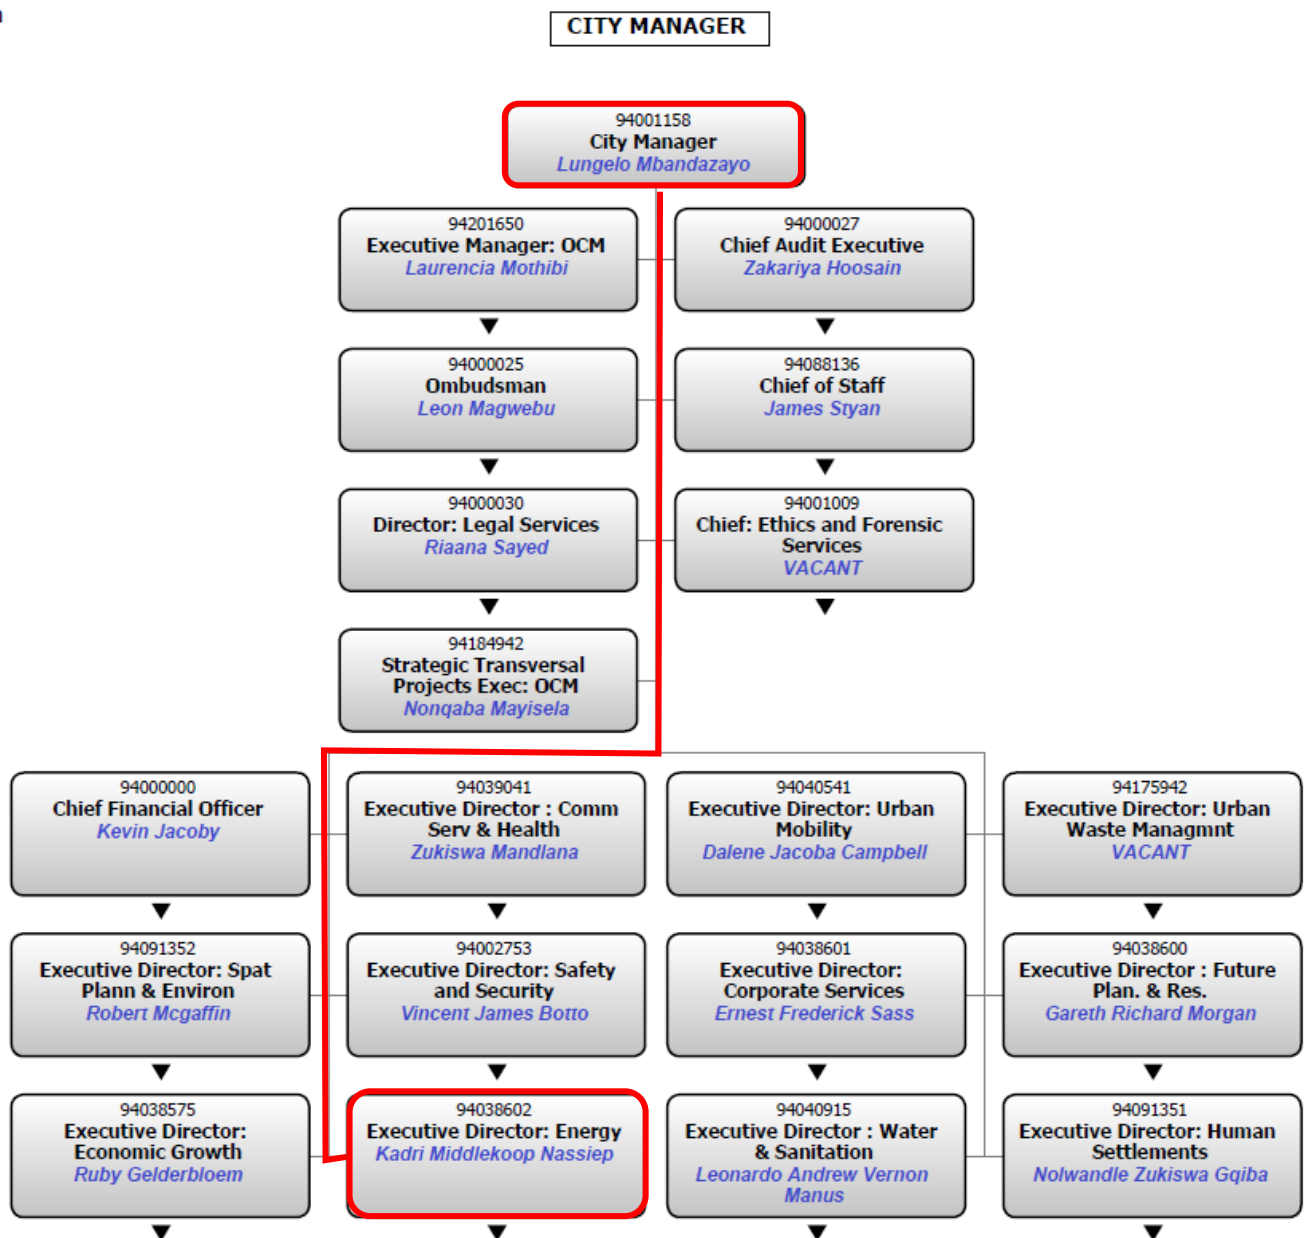 CITY MANAGER
94001158
City Manager
Lungelo Mbandazayo
94201650
Executive Manager: OCM
Laurencia Mothibi
94000027
Chief Audit Executive
Zakariya Hoosain
94000025
Ombudsman
Leon Magwebu
94088136
Chief of Staff
James Styan
94000030
Director: Legal Services
Riaana Sayed
94001009
Chief: Ethics and Forensic
Services
VACANT
94184942
Strategic Transversal
Projects Exec: OCM
Nonqaba Mayisela
94000000
Chief Financial Officer
Kevin Jacoby
94039041
Executive Director : Comm
Serv & Health
Zukiswa Mandlana
94040541
Executive Director: Urban
Mobility
Dalene Jacoba Campbell
94175942
Executive Director: Urban
Waste Managmnt
VACANT
94091352
Executive Director: Spat
Plann & Environ
Robert Mcgaffin
94002753
Executive Director: Safety
and Security
Vincent James Botto
94038601
Executive Director:
Corporate Services
Ernest Frederick Sass
94038600
Executive Director : Future
Plan. & Res.
Gareth Richard Morgan
94038575
Executive Director:
Economic Growth
Ruby Gelderbloem
94038602
Executive Director: Energy
Kadri Middlekoop Nassiep
94040915
Executive Director : Water
& Sanitation
Leonardo Andrew Vernon
Manus
94091351
Executive Director: Human
Settlements
Nolwandle Zukiswa Gqiba